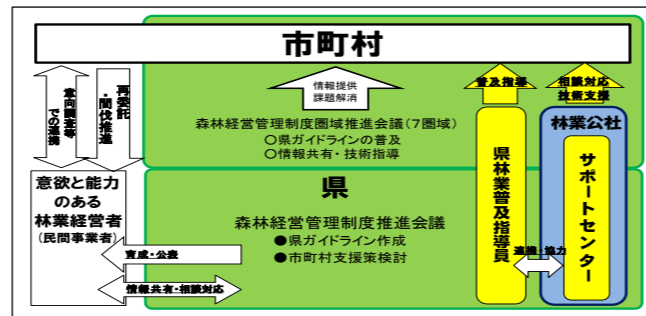 市町村
意向調査等
での連携
再委託
・間伐推進
情報提供
課題解消
普及指導
相談対応
技術支援
森林経営管理制度圏域推進会議（７圏域）
○県ガイドラインの普及
○情報共有・技術指導
林業公社
サポートセンター
県林業普及指導員
連携・協力
意欲と能力
のある
林業経営者
（民間事業者）
県
森林経営管理制度推進会議
●県ガイドライン作成
●市町村支援策検討
育成・公表
情報共有・相談対応